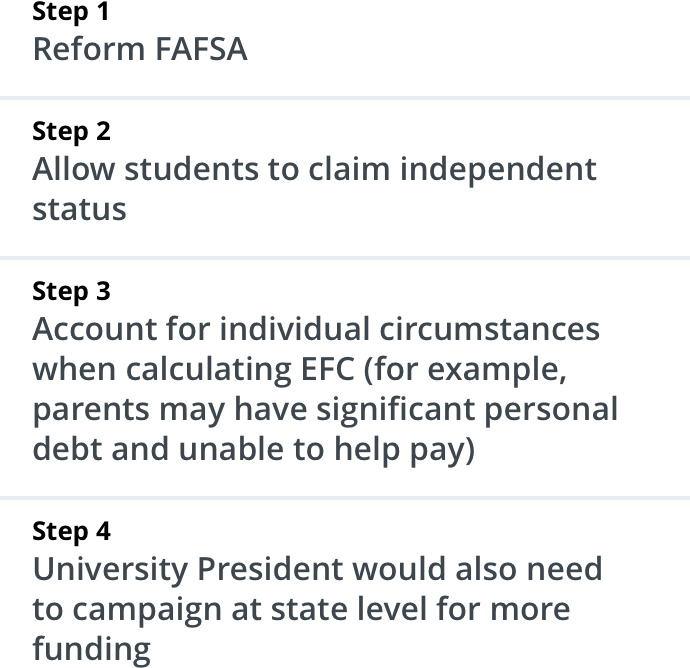 Step 1
Reform FAFSA
Step 2
Allow students to claim independent
status
Step 3
Account for individual circumstances
when calculating EFC (for example,
parents may have significant personal
debt and unable to help pay)
Step 4
University President would also need
to campaign at state level for more
funding